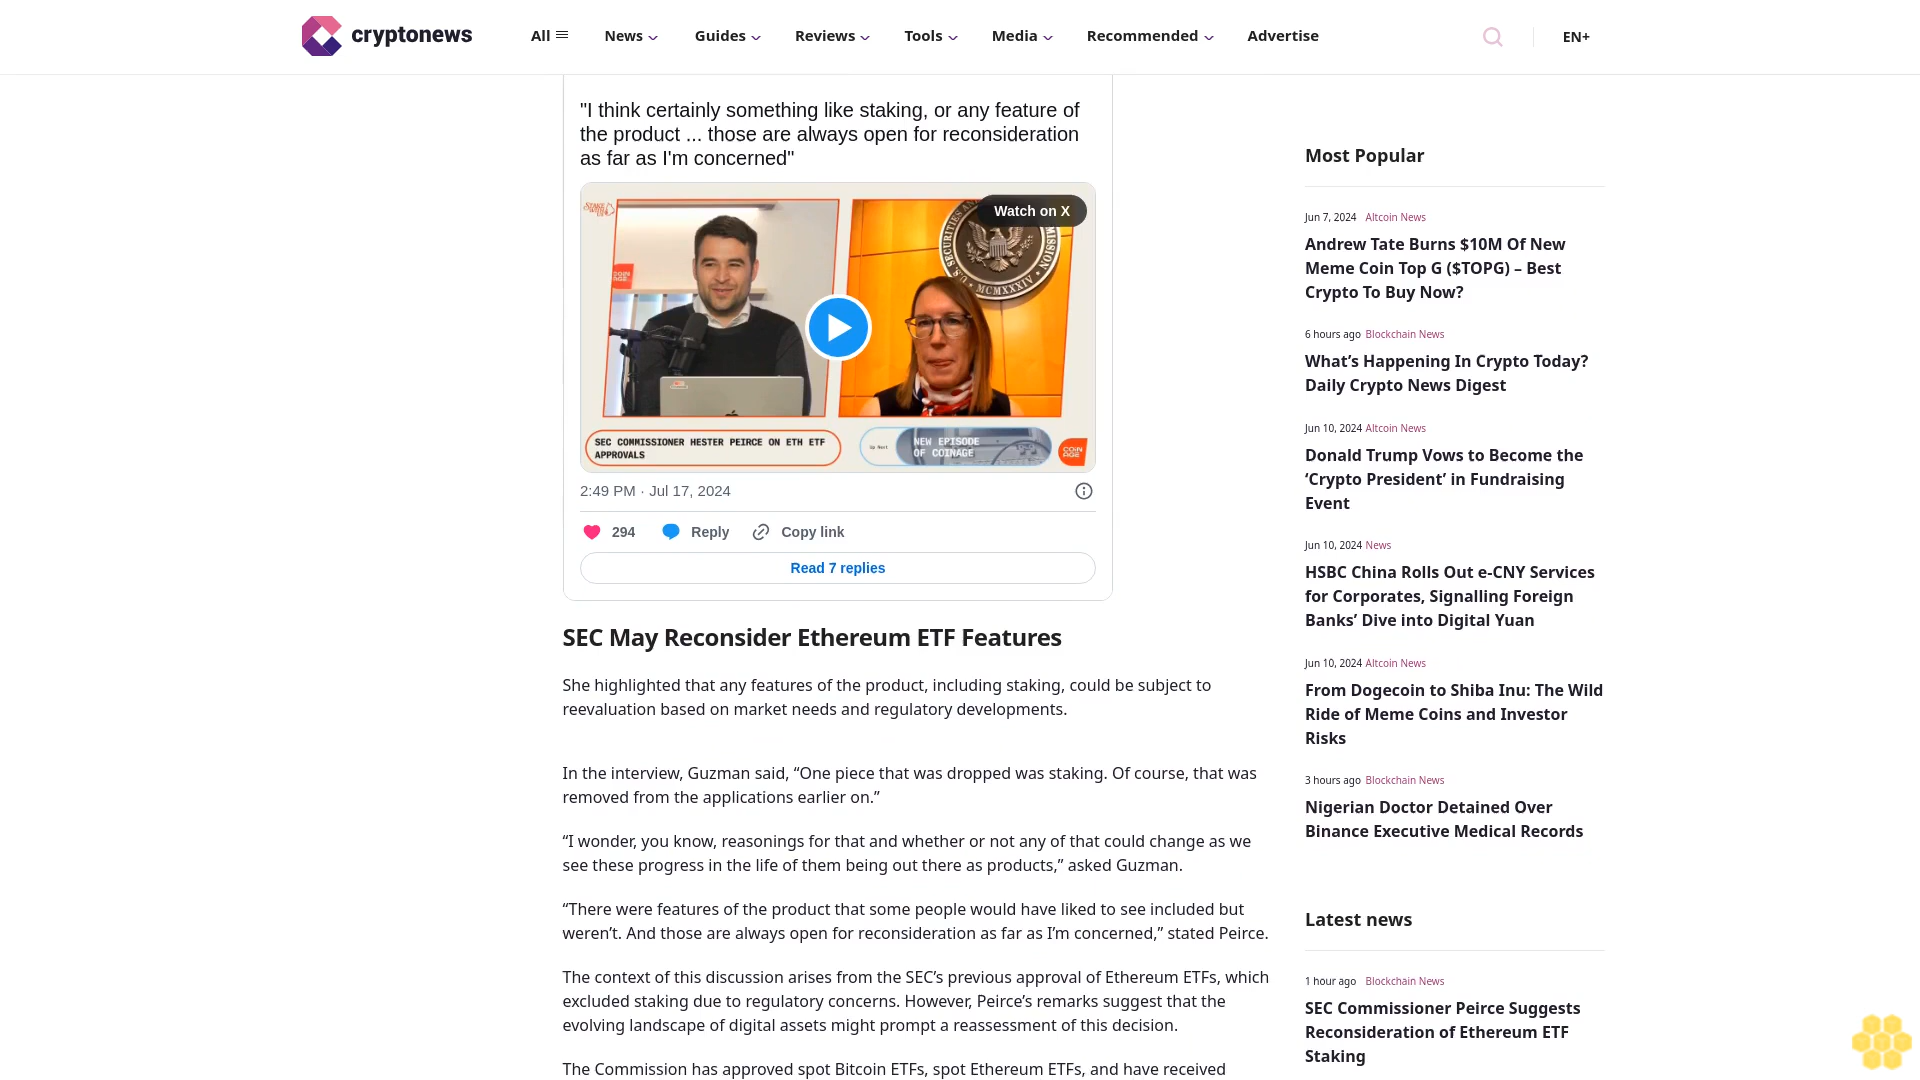 cryptonews
All
News
Guides
Reviews
Tools
Media
Recommended
Advertise
EN+
"I think certainly something like staking, or any feature of
the product ... those are always open for reconsideration
as far as I'm concerned"
Watch on X
COIN
AGE
SECURITIES AND
MISSION
U.S.
MCMXXXIV
SEC COMMISSIONER HESTER PEIRCE ON ETH ETF
APPROVALS
Up Next
NEW EPISODE
OF COINAGE
COIN
AGE
2:49 PM · Jul 17, 2024
294
Reply
Copy link
Read 7 replies
SEC May Reconsider Ethereum ETF Features
She highlighted that any features of the product, including staking, could be subject to
reevaluation based on market needs and regulatory developments.
In the interview, Guzman said, “One piece that was dropped was staking. Of course, that was
removed from the applications earlier on.”
“I wonder, you know, reasonings for that and whether or not any of that could change as we
see these progress in the life of them being out there as products,” asked Guzman.
“There were features of the product that some people would have liked to see included but
weren’t. And those are always open for reconsideration as far as I’m concerned,” stated Peirce.
The context of this discussion arises from the SEC’s previous approval of Ethereum ETFs, which
excluded staking due to regulatory concerns. However, Peirce’s remarks suggest that the
evolving landscape of digital assets might prompt a reassessment of this decision.
The Commission has approved spot Bitcoin ETFs, spot Ethereum ETFs, and have received
Most Popular
Jun 7, 2024 Altcoin News
Andrew Tate Burns $10M Of New
Meme Coin Top G ($TOPG) – Best
Crypto To Buy Now?
6 hours ago Blockchain News
What’s Happening In Crypto Today?
Daily Crypto News Digest
Jun 10, 2024 Altcoin News
Donald Trump Vows to Become the
‘Crypto President’ in Fundraising
Event
Jun 10, 2024 News
HSBC China Rolls Out e-CNY Services
for Corporates, Signalling Foreign
Banks’ Dive into Digital Yuan
Jun 10, 2024 Altcoin News
From Dogecoin to Shiba Inu: The Wild
Ride of Meme Coins and Investor
Risks
3 hours ago Blockchain News
Nigerian Doctor Detained Over
Binance Executive Medical Records
Latest news
1 hour ago Blockchain News
SEC Commissioner Peirce Suggests
Reconsideration of Ethereum ETF
Staking